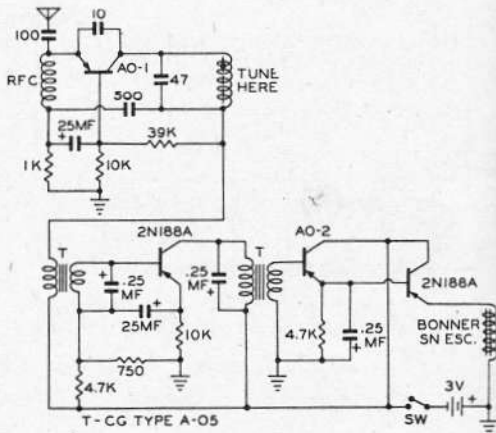 100
10
AO-1
RFC
47
TUNE
HERE
500
25MF
39K
1K
10K
2N188A
AO-2
T
T
2N188A
.25
MF
.25
MF
25MF
10K
4.7K
.25
MF
BONNER
SN ESC.
750
4.7K
3V
T-CG TYPE A-05
SW